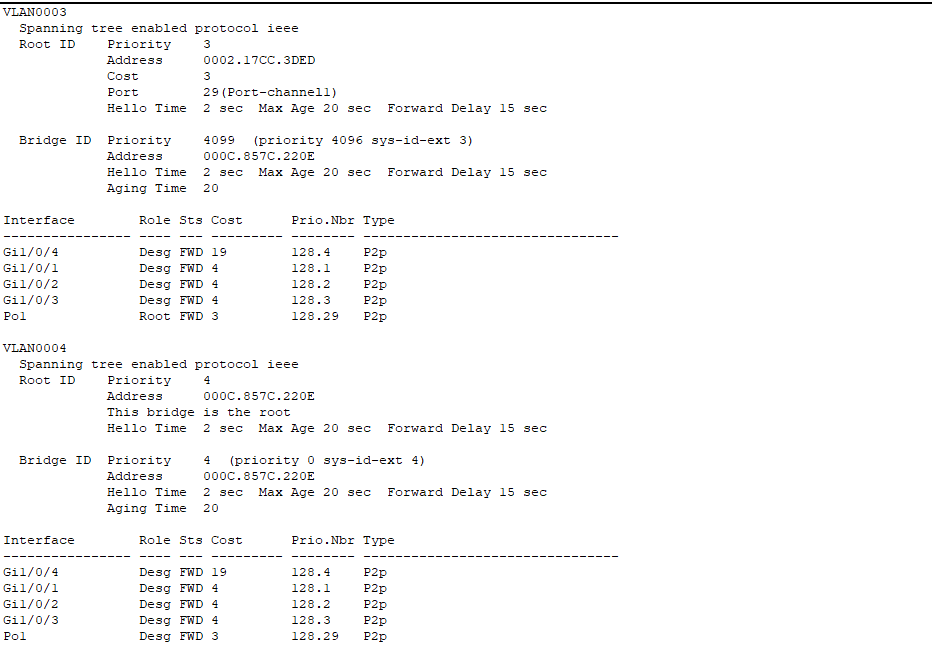 VLAN0003
  Spanning tree enabled protocol ieee
  Root ID    Priority    3
             Address     0002.17CC.3DED
             Cost        3
             Port        29(Port-channel1)
             Hello Time  2 sec  Max Age 20 sec  Forward Delay 15 sec
  Bridge ID  Priority    4099  (priority 4096 sys-id-ext 3)
             Address     000C.857C.220E
             Hello Time  2 sec  Max Age 20 sec  Forward Delay 15 sec
             Aging Time  20
Interface        Role Sts Cost      Prio.Nbr Type
---------------- ---- --- --------- -------- --------------------------------
Gi1/0/4          Desg FWD 19        128.4    P2p
Gi1/0/1          Desg FWD 4         128.1    P2p
Gi1/0/2          Desg FWD 4         128.2    P2p
Gi1/0/3          Desg FWD 4         128.3    P2p
Po1              Root FWD 3         128.29   P2p
VLAN0004
  Spanning tree enabled protocol ieee
  Root ID    Priority    4
             Address     000C.857C.220E
             This bridge is the root
             Hello Time  2 sec  Max Age 20 sec  Forward Delay 15 sec
  Bridge ID  Priority    4  (priority 0 sys-id-ext 4)
             Address     000C.857C.220E
             Hello Time  2 sec  Max Age 20 sec  Forward Delay 15 sec
             Aging Time  20
Interface        Role Sts Cost      Prio.Nbr Type
---------------- ---- --- --------- -------- --------------------------------
Gi1/0/4          Desg FWD 19        128.4    P2p
Gi1/0/1          Desg FWD 4         128.1    P2p
Gi1/0/2          Desg FWD 4         128.2    P2p
Gi1/0/3          Desg FWD 4         128.3    P2p
Po1              Desg FWD 3         128.29   P2p